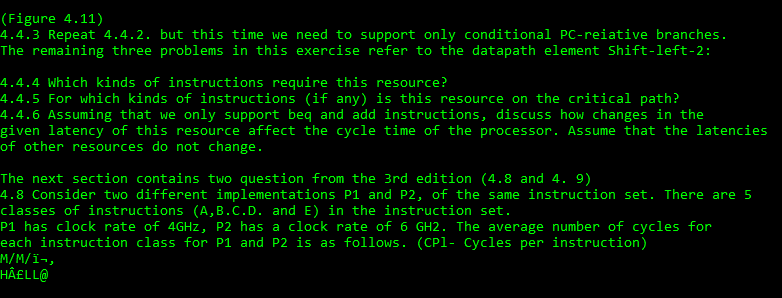 (Figure 4.11)
4.4.3 Repeat 4.4.2. but this time we need to support only conditional PC-reiative branches.
The remaining three problems in this exercise refer to the datapath element Shift-left-2:
4.4.4 Which kinds of instructions require this resource?
4.4.5 For which kinds of instructions (if any) is this resource on the critical path?
4.4.6 Assuming that we only support beq and add instructions, discuss how changes in the
given latency of this resource affect the cycle time of the processor. Assume that the latencies
of other resources do not change.
The next section contains two question from the 3rd edition (4.8 and 4. 9)
4.8 Consider two different implementations P1 and P2, of the same instruction set. There are 5
classes of instructions (A,B.C.D. and E) in the instruction set.
P1 has clock rate of 4GHz, P2 has a clock rate of 6 GH2. The average number of cycles for
each instruction class for P1 and P2 is as follows. (CPl- Cycles per instruction)
M/M/ï¬,
HÂ£LL@